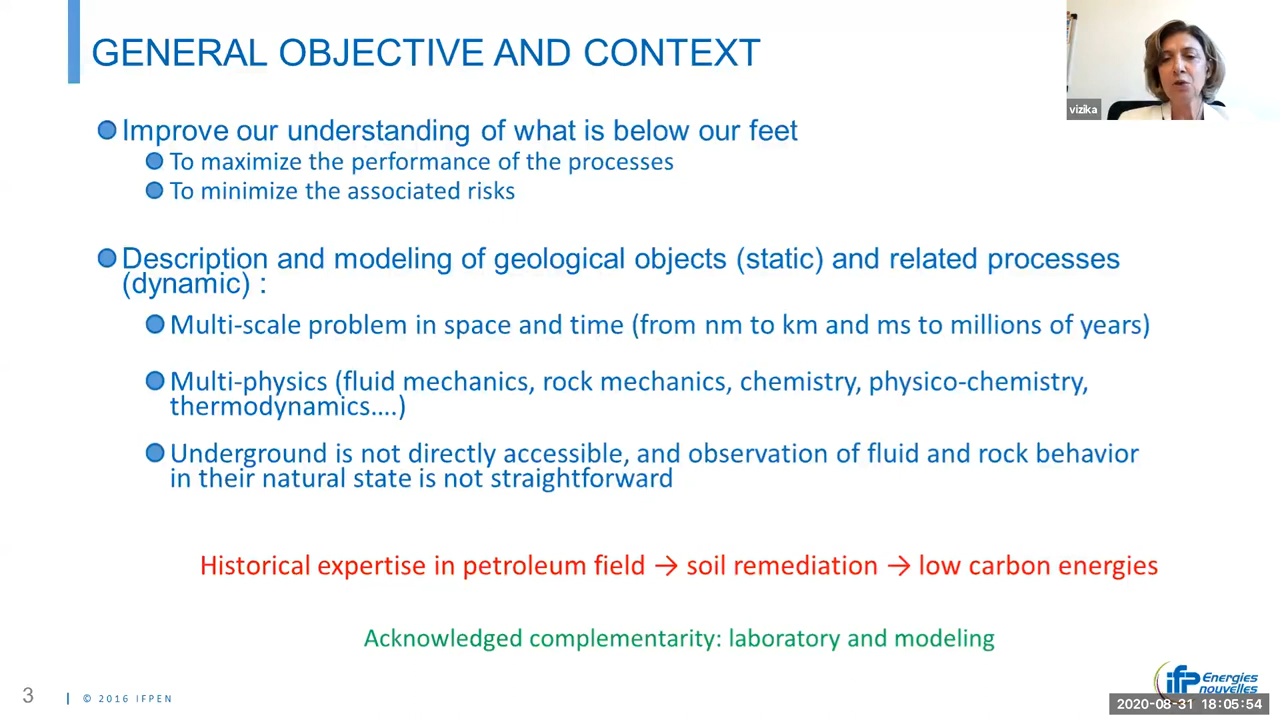 GENERAL OBJECTIVE AND CONTEXT
vizika
Improve our understanding of what is below our feet
To maximize the performance of the processes
To minimize the associated risks
Description and modeling of geological objects (static) and related processes
(dynamic) :
Multi-scale problem in space and time (from nm to km and ms to millions of years)
Multi-physics (fluid mechanics, rock mechanics, chemistry, physico-chemistry,
thermodynamics....)
Underground is not directly accessible, and observation of fluid and rock behavior
in their natural state is not straightforward
Historical expertise in petroleum field → soil remediation → low carbon energies
Acknowledged complementarity: laboratory and modeling
3 | © 2016 IFPEN
ifp Energies
nouvelles
2020-08-31 18:05:54